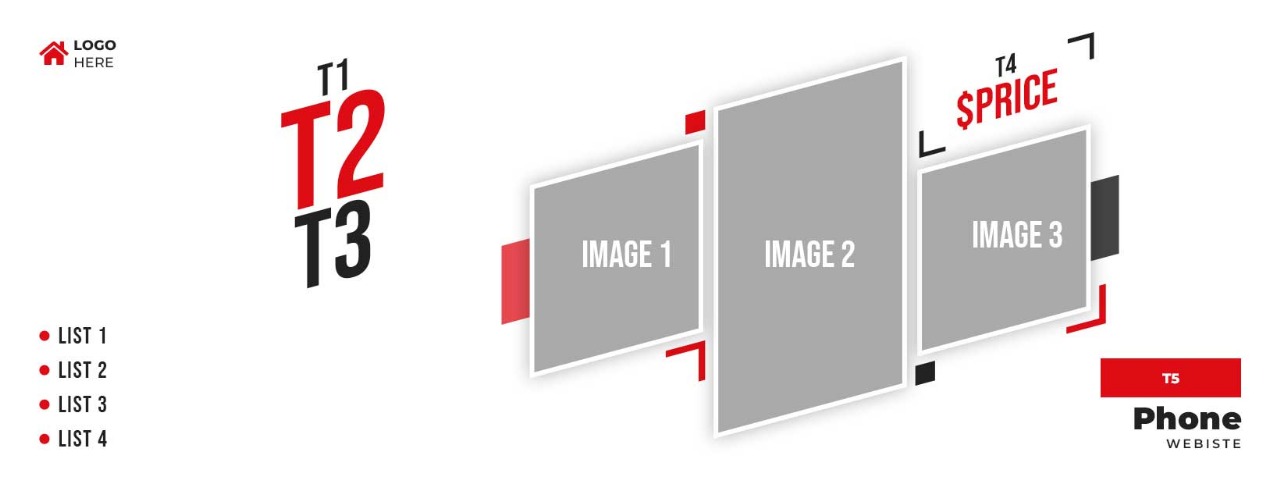 LOGO
HERE
T1
T2
T3
LIST 1
LIST 2
LIST 3
LIST 4
IMAGE 1
IMAGE 2
T4
$PRICE
IMAGE 3
T5
Phone
WEBISTE